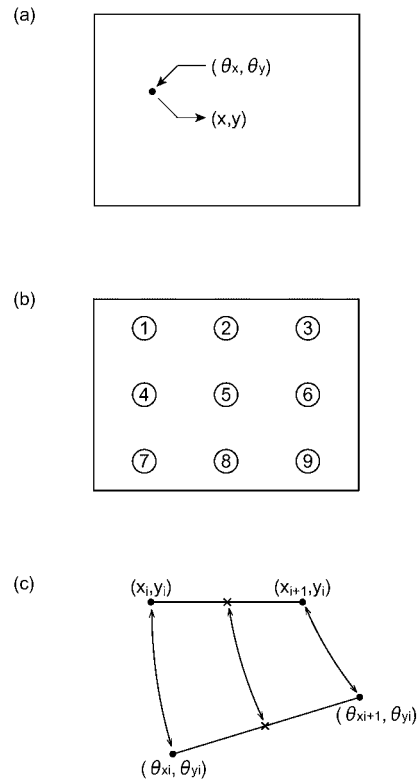 (a)
(θx, θy)
(x,y)
(b)
1 2 3
4 5 6
7 8 9
(c)
(xi,yi) (xi+1,yi)
(θxi+1, θyi)
(θxi, θyi)